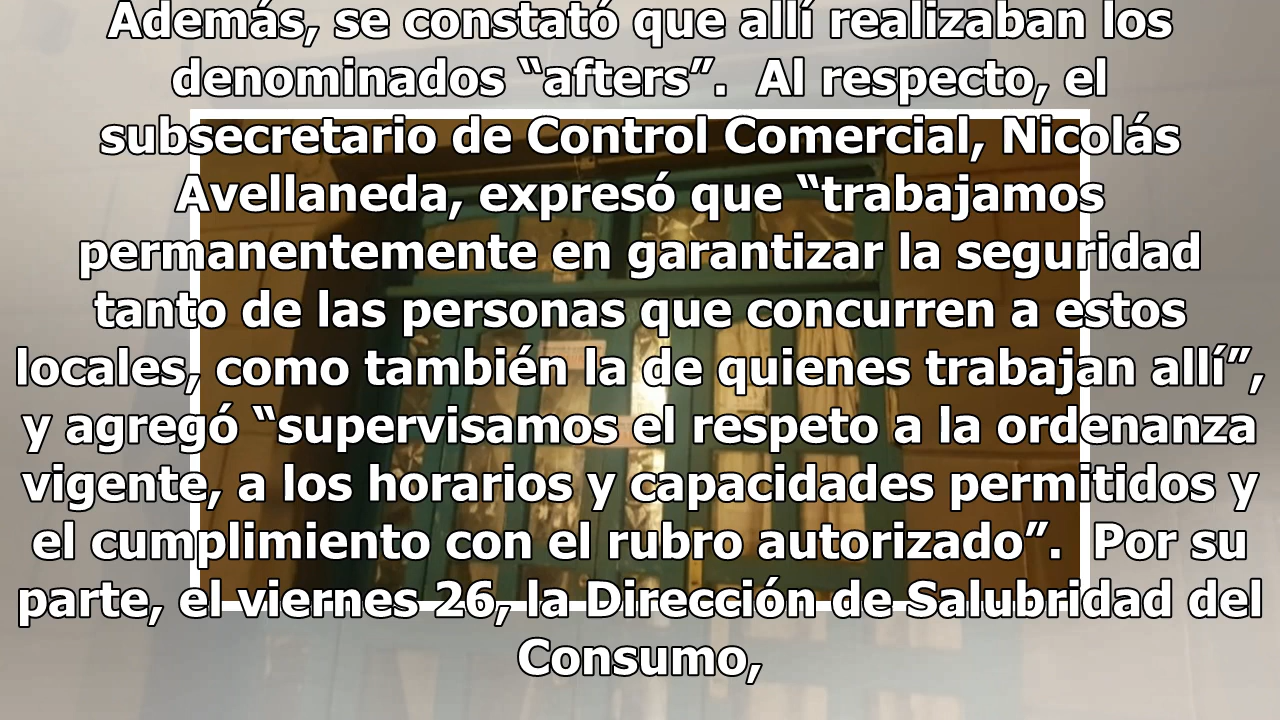 Además, se constató que allí realizaban los
denominados “afters”.  Al respecto, el
subsecretario de Control Comercial, Nicolás
Avellaneda, expresó que “trabajamos
permanentemente en garantizar la seguridad
tanto de las personas que concurren a estos
locales, como también la de quienes trabajan allí”,
y agregó “supervisamos el respeto a la ordenanza
vigente, a los horarios y capacidades permitidos y
el cumplimiento con el rubro autorizado”.  Por su
parte, el viernes 26, la Dirección de Salubridad del
Consumo,